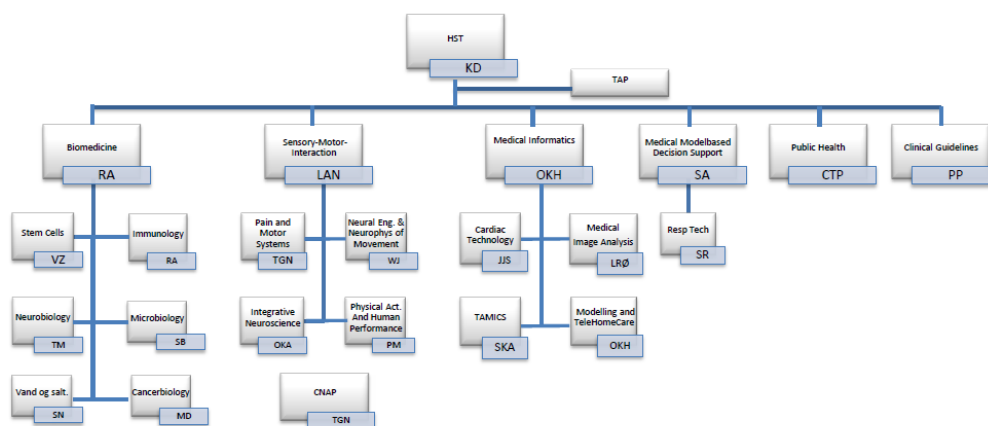 HST
KD
TAP
Biomedicine
RA
Sensory-Motor-
Interaction
LAN
Medical Informatics
OKH
Medical Modelbased
Decision Support
SA
Public Health
CTP
Clinical Guidelines
PP
Stem Cells
VZ
Immunology
RA
Pain and
Motor
Systems
TGN
Neural Eng. &
Neurophys of
Movement
WJ
Cardiac
Technology
JJS
Medical
Image Analysis
LRØ
Resp Tech
SR
Neurobiology
TM
Microbiology
SB
Integrative
Neuroscience
OKA
Physical Act.
And Human
Performance
PM
TAMICS
SKA
Modelling and
TeleHomeCare
OKH
Vand og salt.
SN
Cancerbiology
MD
CNAP
TGN